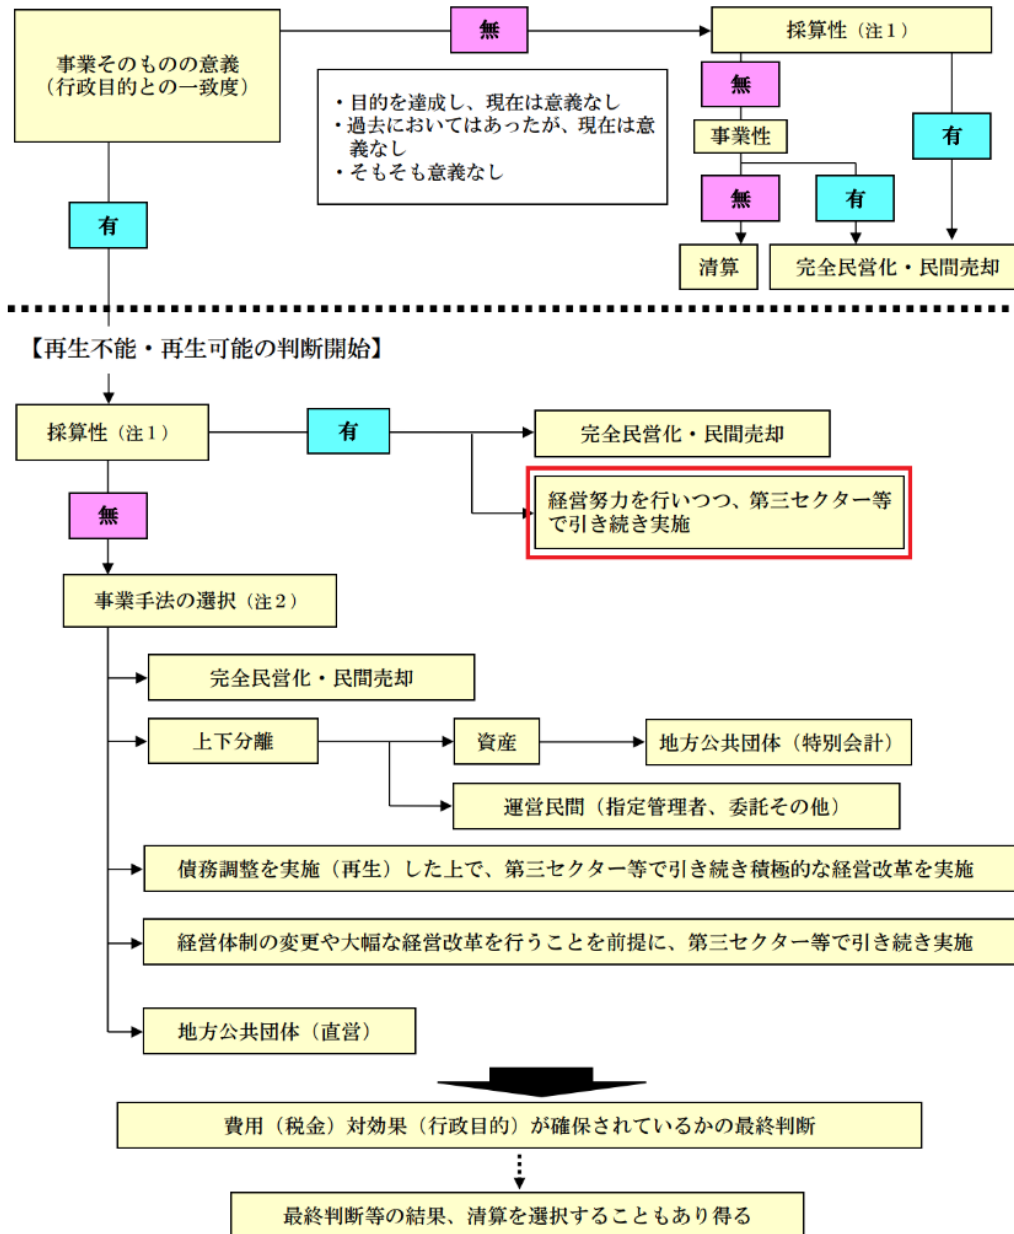 事業そのものの意義
（行政目的との一致度）
無
採算性（注１）
・目的を達成し、現在は意義なし
・過去においてはあったが、現在は意
義なし
・そもそも意義なし
無
事業性
有
無
有
有
清算
完全民営化・民間売却
【再生不能・再生可能の判断開始】
採算性（注１）
有
完全民営化・民間売却
経営努力を行いつつ、第三セクター等
で引き続き実施
無
事業手法の選択（注２）
完全民営化・民間売却
上下分離
資産
地方公共団体（特別会計）
運営民間（指定管理者、委託その他）
債務調整を実施（再生）した上で、第三セクター等で引き続き積極的な経営改革を実施
経営体制の変更や大幅な経営改革を行うことを前提に、第三セクター等で引き続き実施
地方公共団体（直営）
費用（税金）対効果（行政目的）が確保されているかの最終判断
最終判断等の結果、清算を選択することもあり得る